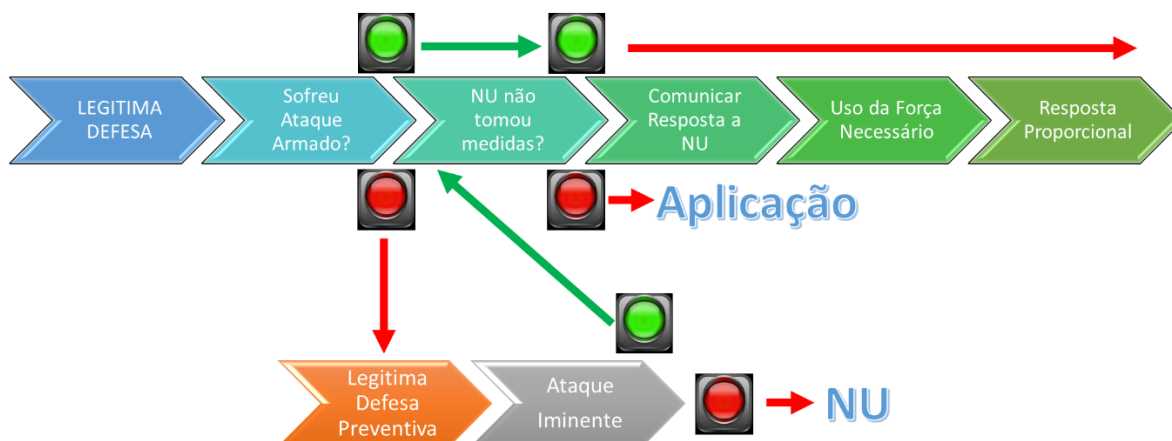 LEGITIMA
DEFESA
Sofreu
Ataque
Armado?
NU não
tomou
medidas?
Comunicar
Resposta a
NU
Uso da Força
Necessário
Resposta
Proporcional
Aplicação
Legitima
Defesa
Preventiva
Ataque
Iminente
NU